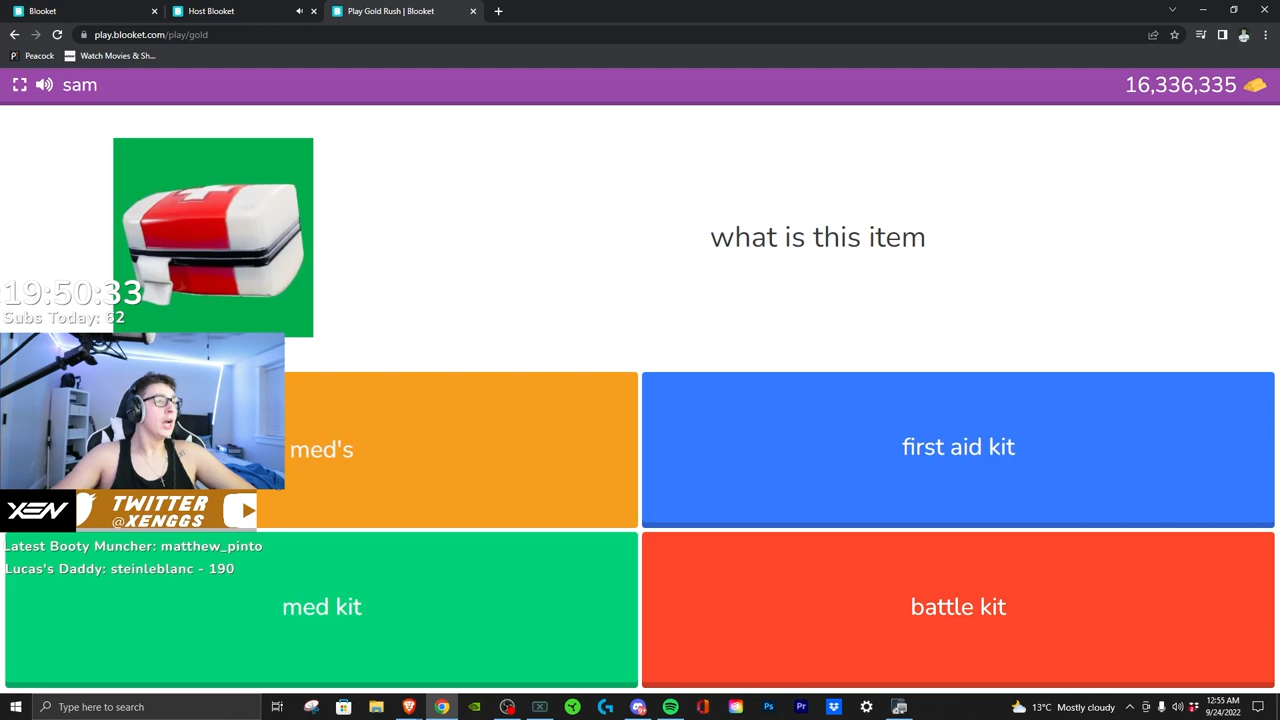 Blooket
Host Blooket
Play Gold Rush | Blooket
play.blooket.com/play/gold
Peacock
Watch Movies & Sh...
sam
16,336,335
what is this item
:19:50:33
Subs Today: 62
med's
first aid kit
XEN
TWITTER
@XENGGS
Latest Booty Muncher: matthew_pinto
Lucas's Daddy: steinleblanc - 190
med kit
battle kit
Type here to search
13°C Mostly cloudy
12:55 AM
9/24/2022